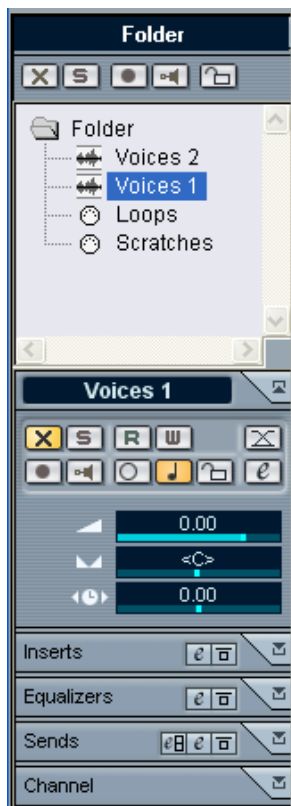 Folder
X S
Folder
Voices 2
Voices 1
Loops
Scratches
Voices 1
X S R W
e
0.00
<C>
0.00
Inserts e
Equalizers e
Sends e e
Channel